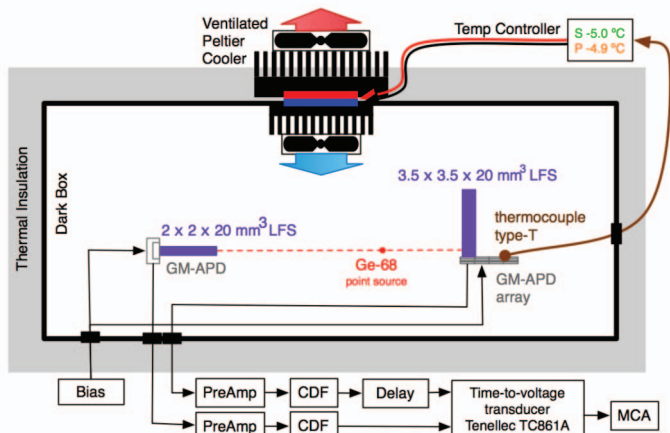 Ventilated
Peltier
Cooler
Temp Controller
S -5.0 ºC
P -4.9 ºC
Thermal Insulation
Dark Box
3.5 x 3.5 x 20 mm³ LFS
2 x 2 x 20 mm³ LFS
thermocouple
type-T
GM-APD
Ge-68
point source
GM-APD
array
Bias
PreAmp
CDF
Delay
Time-to-voltage
transducer
Tenellec TC861A
MCA
PreAmp
CDF